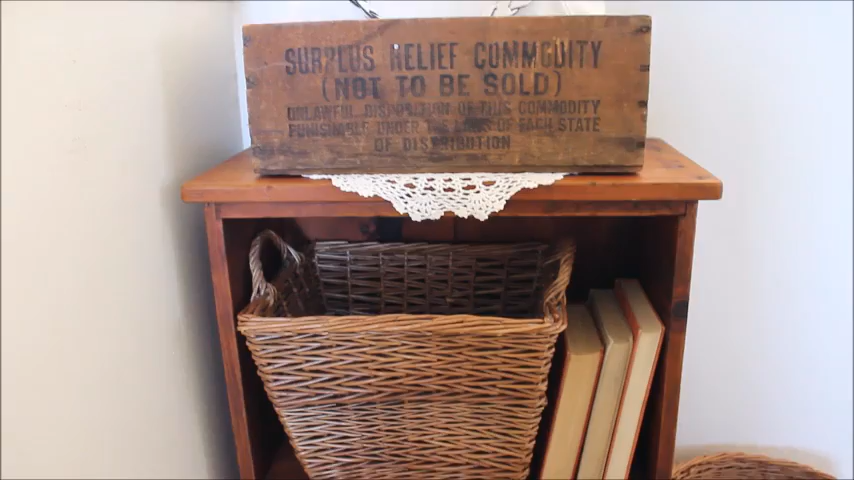 SURPLUS RELIEF COMMODITY
(NOT TO BE SOLD)
UNLAWFUL DISPOSITION OF THIS COMMODITY
PUNISHABLE UNDER THE LAWS OF EACH STATE
OF DISTRIBUTION